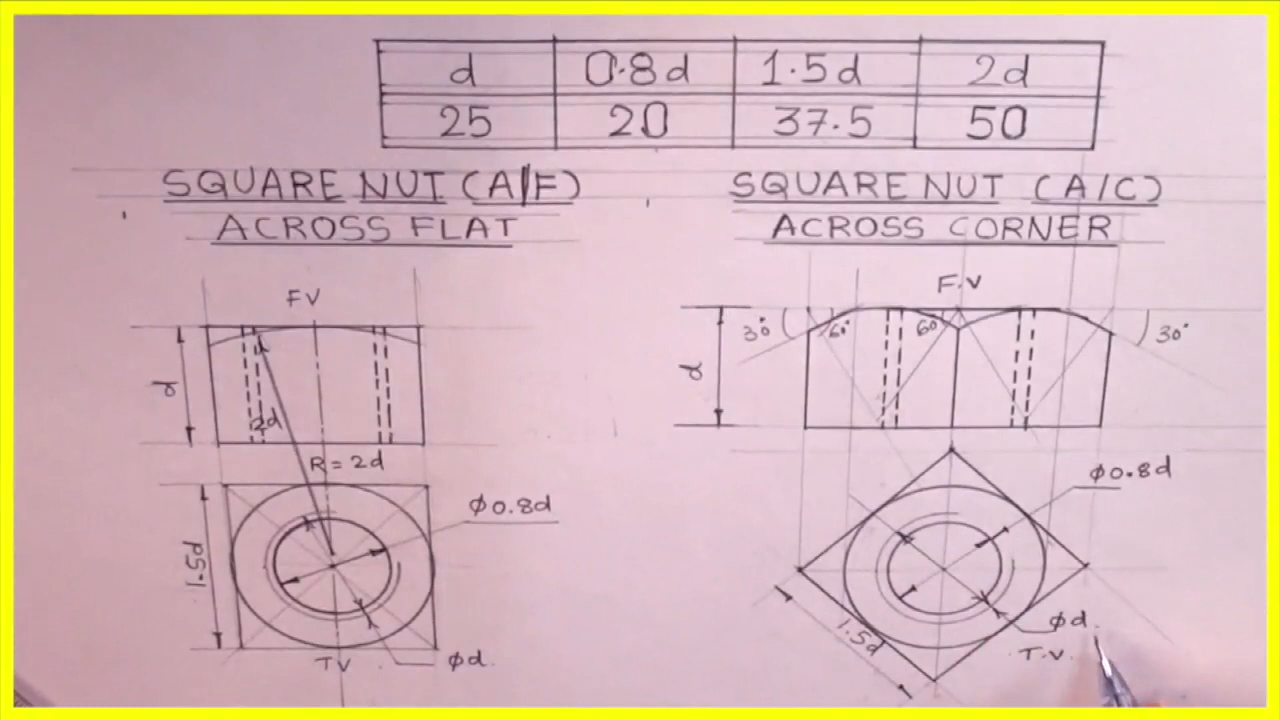 d 0.8d 1.5d 2d
25 20 37.5 50
SQUARE NUT (A/F)
ACROSS FLAT
FV
d
2d
R = 2d
1.5d
φ0.8d
φd.
TV
SQUARE NUT (A/C)
ACROSS CORNER
F.V
30° 60° 60° 30°
d
φ0.8d
φd.
1.5d
T.V.